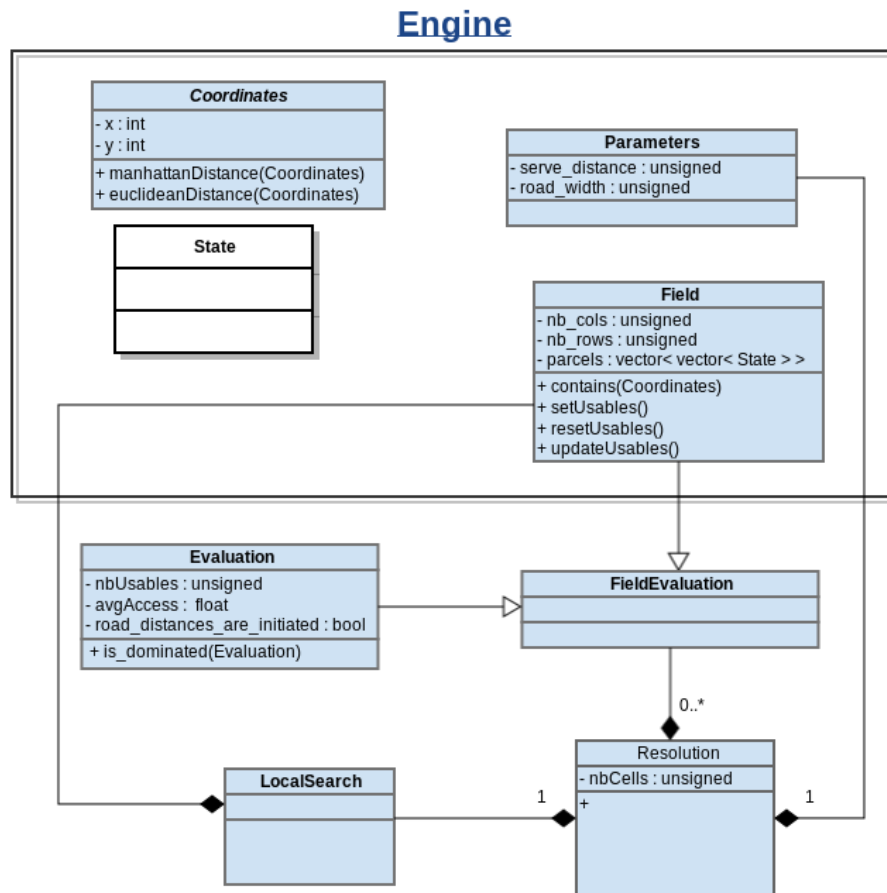 Engine
Coordinates
- x : int
- y : int
+ manhattanDistance(Coordinates)
+ euclideanDistance(Coordinates)
Parameters
- serve_distance : unsigned
- road_width : unsigned
State
Field
- nb_cols : unsigned
- nb_rows : unsigned
- parcels : vector< vector< State > >
+ contains(Coordinates)
+ setUsables()
+ resetUsables()
+ updateUsables()
Evaluation
- nbUsables : unsigned
- avgAccess : float
- road_distances_are_initiated : bool
+ is_dominated(Evaluation)
FieldEvaluation
0..*
Resolution
- nbCells : unsigned
+
LocalSearch
1
1